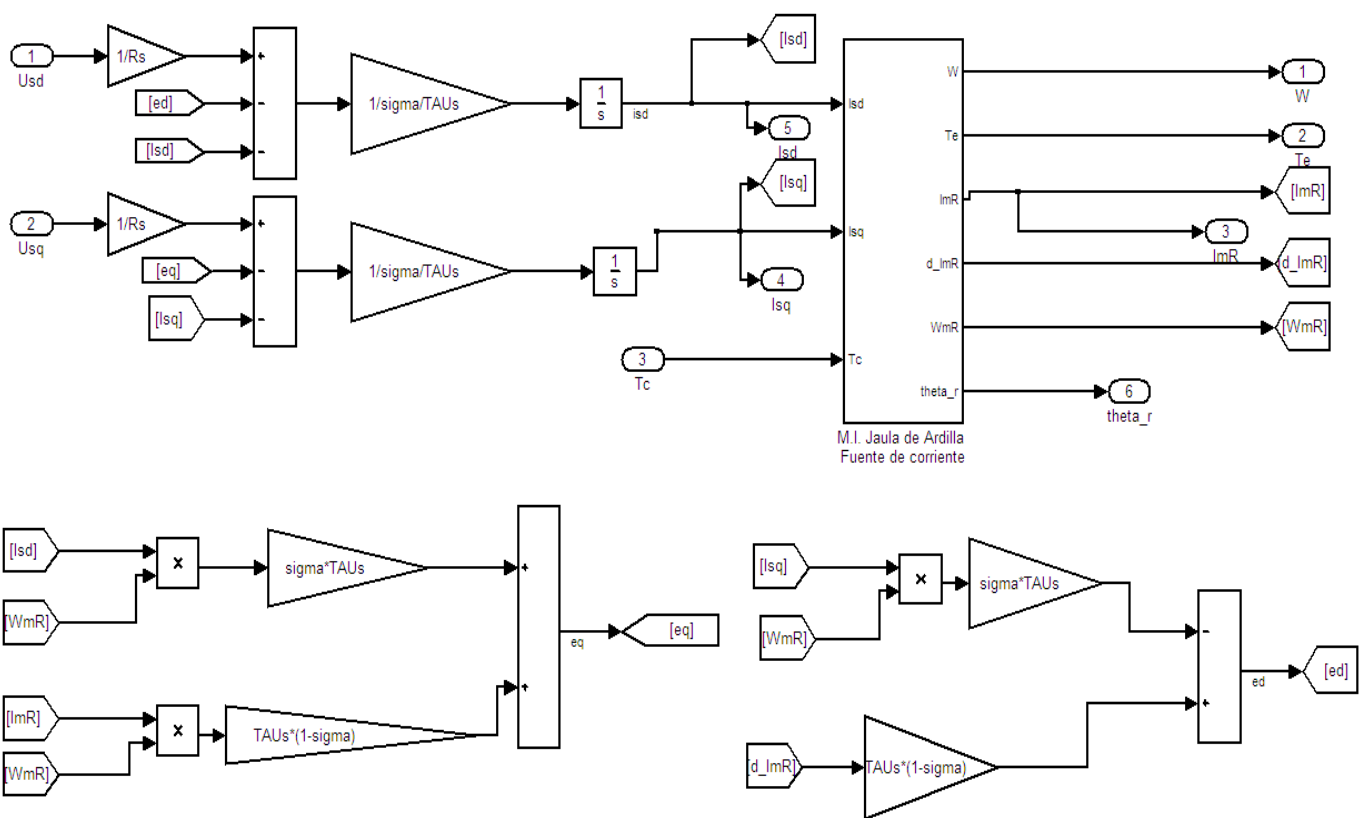 1
Usd
1/Rs
[ed]
[Isd]
+
-
-
1/sigma/TAUs
1
s
isd
[Isd]
5
Isd
2
Usq
1/Rs
[eq]
[Isq]
+
-
-
1/sigma/TAUs
1
s
[Isq]
4
Isq
3
Tc
Isd
Isq
Tc
W
Te
ImR
d_ImR
WmR
theta_r
M.I. Jaula de Ardilla
Fuente de corriente
1
W
2
Te
[ImR]
3
ImR
[d_ImR]
[WmR]
6
theta_r
[Isd]
[WmR]
×
sigma*TAUs
[ImR]
[WmR]
×
TAUs*(1-sigma)
+
+
eq
[eq]
[Isq]
[WmR]
×
sigma*TAUs
[d_ImR]
TAUs*(1-sigma)
-
+
ed
[ed]